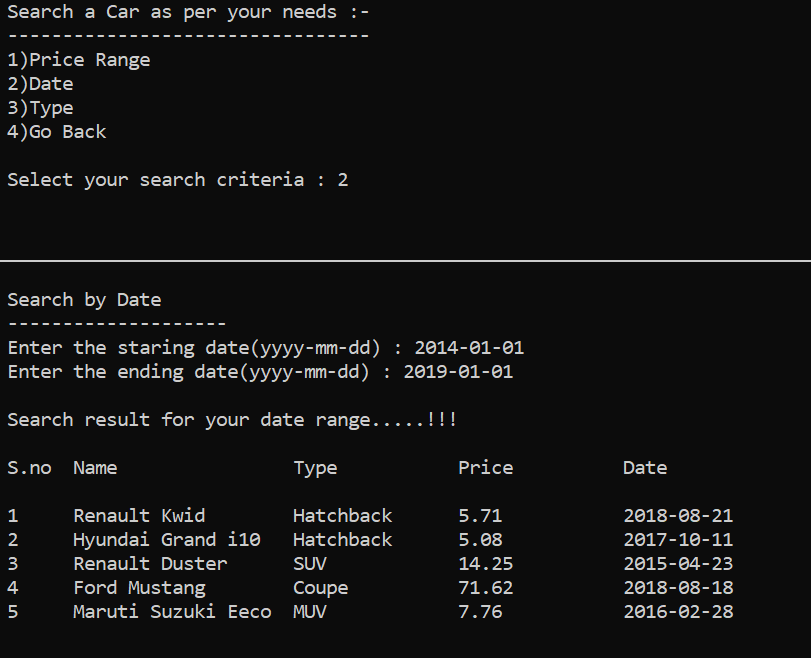 Search a Car as per your needs :-
---------------------------------
1)Price Range
2)Date
3)Type
4)Go Back
Select your search criteria : 2
Search by Date
--------------------
Enter the staring date(yyyy-mm-dd) : 2014-01-01
Enter the ending date(yyyy-mm-dd) : 2019-01-01
Search result for your date range.....!!!
S.no  Name                Type           Price          Date
1     Renault Kwid        Hatchback      5.71           2018-08-21
2     Hyundai Grand i10   Hatchback      5.08           2017-10-11
3     Renault Duster      SUV            14.25          2015-04-23
4     Ford Mustang        Coupe          71.62          2018-08-18
5     Maruti Suzuki Eeco  MUV            7.76           2016-02-28